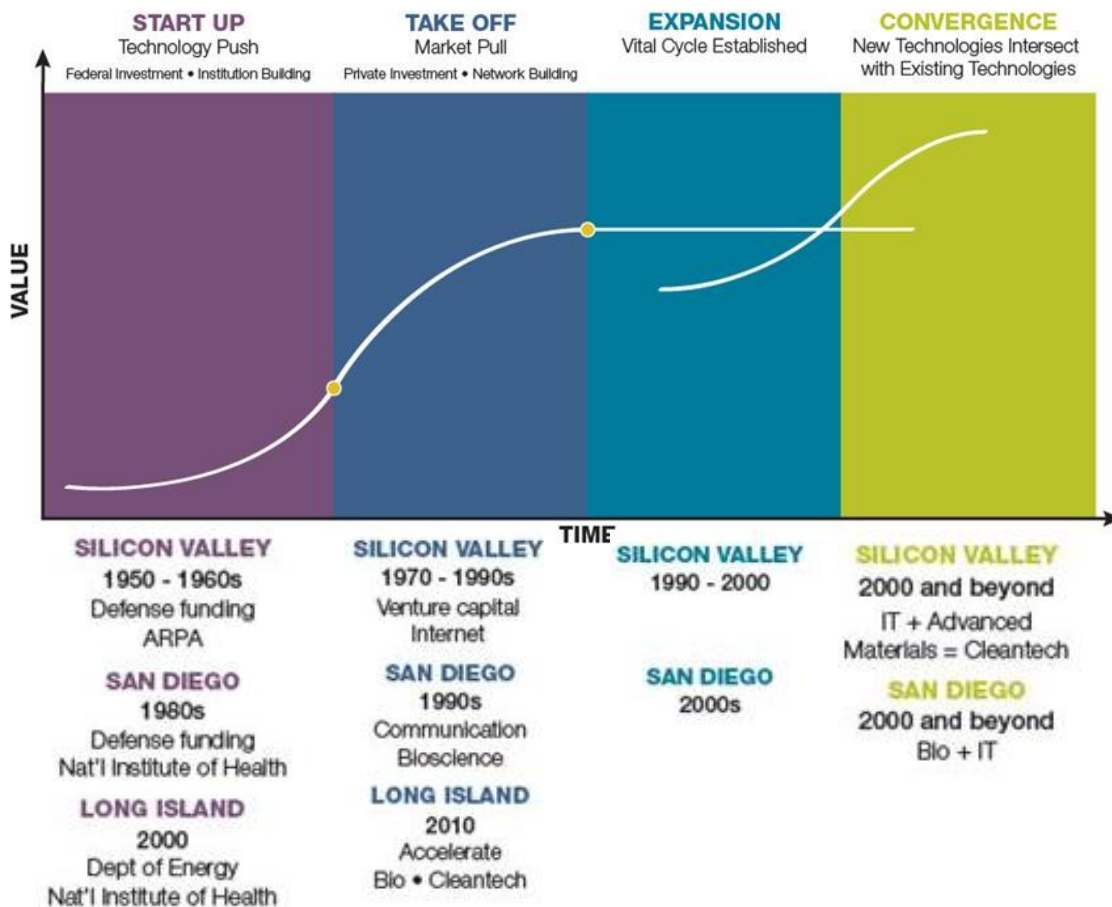 START UP
Technology Push
Federal Investment • Institution Building
TAKE OFF
Market Pull
Private Investment • Network Building
EXPANSION
Vital Cycle Established
CONVERGENCE
New Technologies Intersect
with Existing Technologies
VALUE
TIME
SILICON VALLEY
1950 - 1960s
Defense funding
ARPA
SAN DIEGO
1980s
Defense funding
Nat'l Institute of Health
LONG ISLAND
2000
Dept of Energy
Nat'l Institute of Health
SILICON VALLEY
1970 - 1990s
Venture capital
Internet
SAN DIEGO
1990s
Communication
Bioscience
LONG ISLAND
2010
Accelerate
Bio • Cleantech
SILICON VALLEY
1990 - 2000
SAN DIEGO
2000s
SILICON VALLEY
2000 and beyond
IT + Advanced
Materials = Cleantech
SAN DIEGO
2000 and beyond
Bio + IT